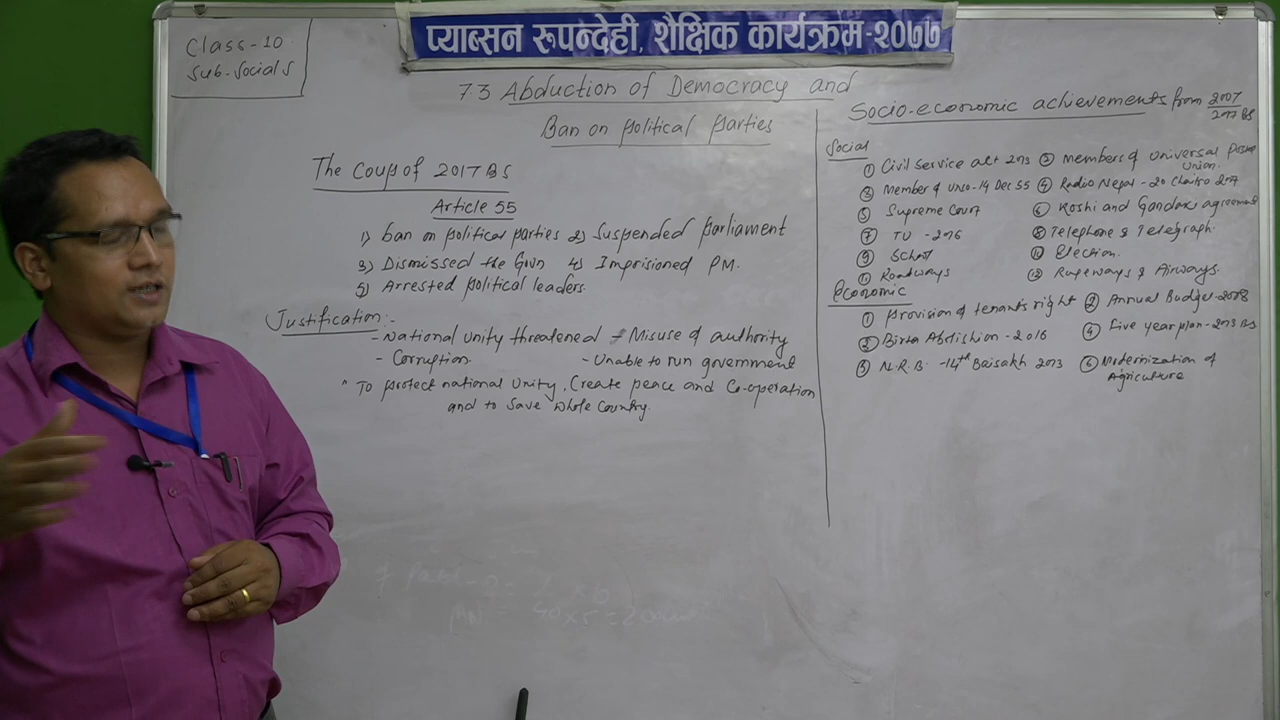 प्याब्सन रुपन्देही, शैक्षिक कार्यक्रम-२०७७
Class-10
Sub-Socials
7.3 Abduction of Democracy and
Ban on Political Parties
The Coup of 2017 BS
Article 55
1) ban on political parties 2) Suspended Parliament
3) Dismissed the Govn 4) Imprisioned PM.
5) Arrested political leaders.
Justification:-
- National unity threatened - Misuse of authority
- Corruption. - Unable to run government
" To protect national unity, Create peace and Co-operation
and to save whole Country.
Socio-economic achievements from 2007
2017 BS
Social
① Civil Service act 2013 ② members of universal
Union.
③ Member of UNO-14 Dec 55 ④ Radio Nepal - 20 Chaitra 2007
⑤ Supreme Court ⑥ Koshi and Gandaki agreement
⑦ TU - 2016 ⑧ Telephone & Telegraph.
⑨ School ⑩ Election.
⑪ Roadways ⑫ Ropeways & Airways.
Economic
① Provision of tenants right ② Annual Budget-2008
③ Birta Abolishion - 2016 ④ Five year plan - 2013 BS
⑤ N.R.B. - 14th Baisakh 2013 ⑥ Modernization of
Agriculture